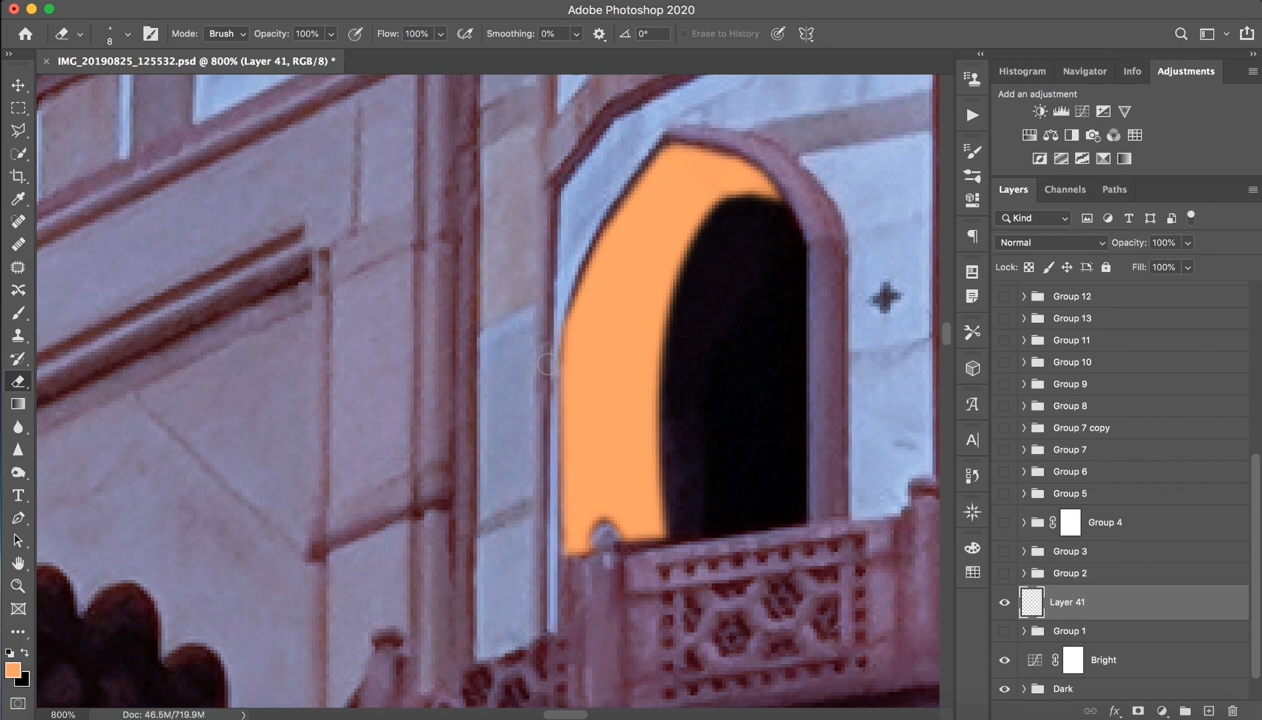 Adobe Photoshop 2020
8
Mode: Brush Opacity: 100% Flow: 100% Smoothing: 0% 0° Erase to History
IMG_20190825_125532.psd @ 800% (Layer 41, RGB/8) *
Histogram Navigator Info Adjustments
Add an adjustment
Layers Channels Paths
Kind
Normal Opacity: 100%
Lock: Fill: 100%
Group 12
Group 13
Group 11
Group 10
Group 9
Group 8
Group 7 copy
Group 7
Group 6
Group 5
Group 4
Group 3
Group 2
Layer 41
Group 1
Bright
Dark
800% Doc: 46.5M/719.9M